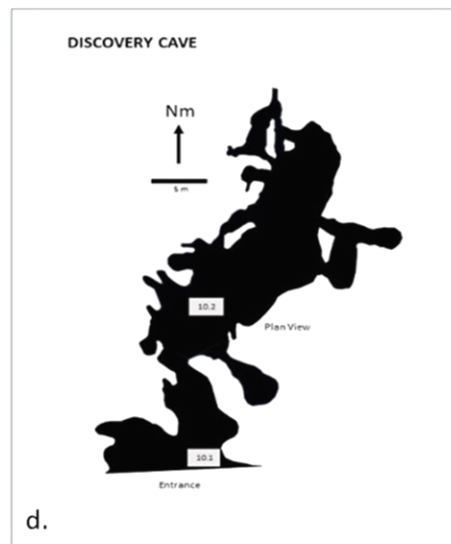 DISCOVERY CAVE
Nm
5 m
10.2
Plan View
10.1
Entrance
d.